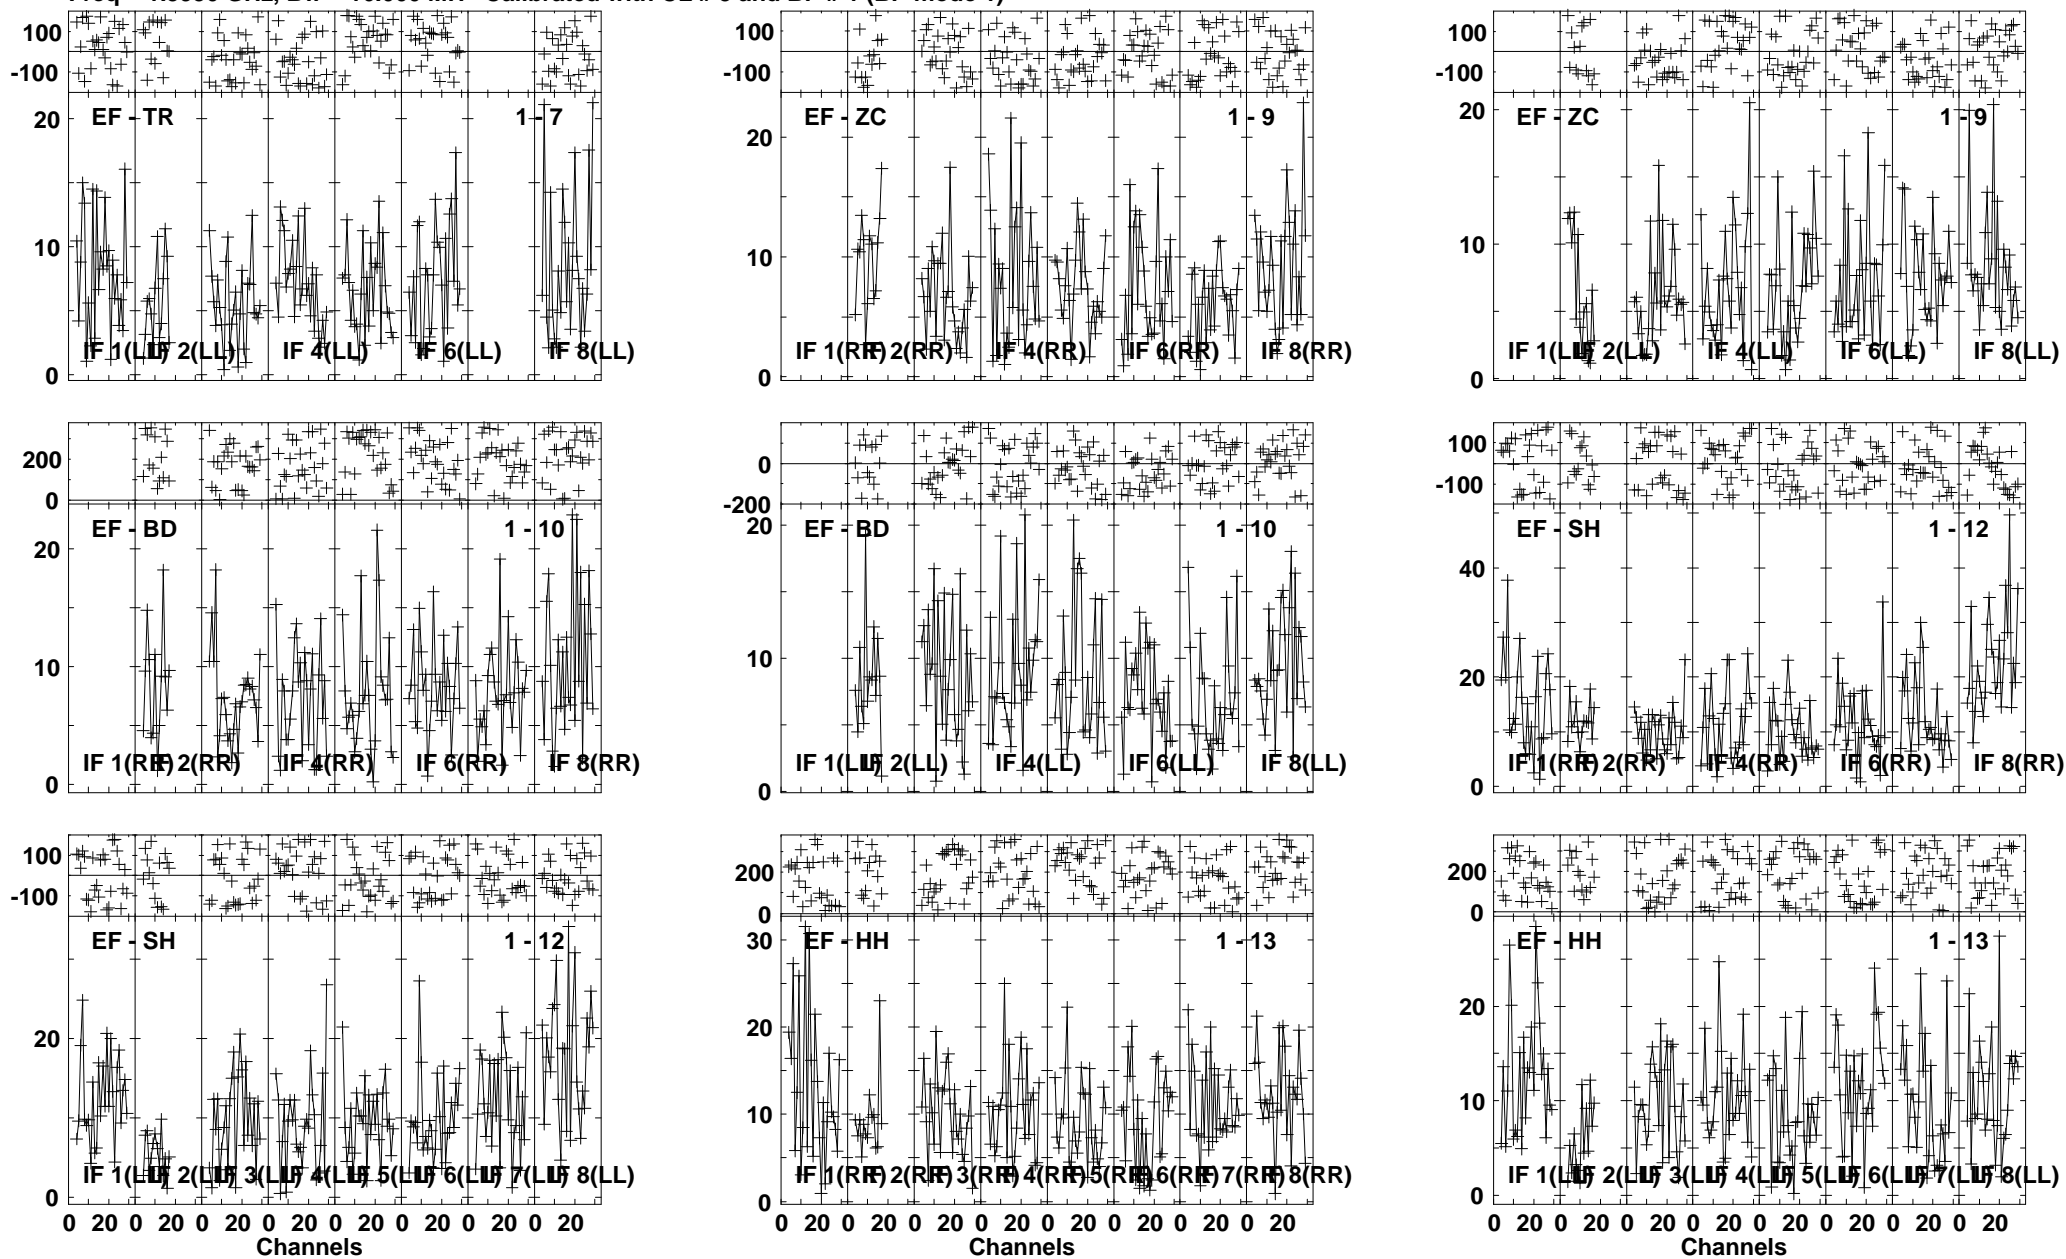 100
-100
20
10
0
EF - TR
1 - 7
IF 1(LL) IF 2(LL) IF 4(LL) IF 6(LL) IF 8(LL)
100
-100
20
10
0
EF - ZC
1 - 9
IF 1(RR) IF 2(RR) IF 4(RR) IF 6(RR) IF 8(RR)
100
-100
20
10
0
EF - ZC
1 - 9
IF 1(LL) IF 2(LL) IF 4(LL) IF 6(LL) IF 8(LL)
200
0
20
10
0
EF - BD
1 - 10
IF 1(RR) IF 2(RR) IF 4(RR) IF 6(RR) IF 8(RR)
0
-200
20
10
0
EF - BD
1 - 10
IF 1(LL) IF 2(LL) IF 4(LL) IF 6(LL) IF 8(LL)
100
-100
40
20
0
EF - SH
1 - 12
IF 1(RR) IF 2(RR) IF 4(RR) IF 6(RR) IF 8(RR)
100
-100
20
0
EF - SH
1 - 12
IF 1(LL) IF 2(LL) IF 3(LL) IF 4(LL) IF 5(LL) IF 6(LL) IF 7(LL) IF 8(LL)
0 20 0 20 0 20 0 20 0 20 0 20 0 20 0 20
Channels
200
0
30
20
10
0
EF - HH
1 - 13
IF 1(RR) IF 2(RR) IF 3(RR) IF 4(RR) IF 5(RR) IF 6(RR) IF 7(RR) IF 8(RR)
0 20 0 20 0 20 0 20 0 20 0 20 0 20 0 20
200
0
20
10
0
EF - HH
1 - 13
IF 1(LL) IF 2(LL) IF 3(LL) IF 4(LL) IF 5(LL) IF 6(LL) IF 7(LL) IF 8(LL)
0 20 0 20 0 20 0 20 0 20 0 20 0 20 0 20
Channels